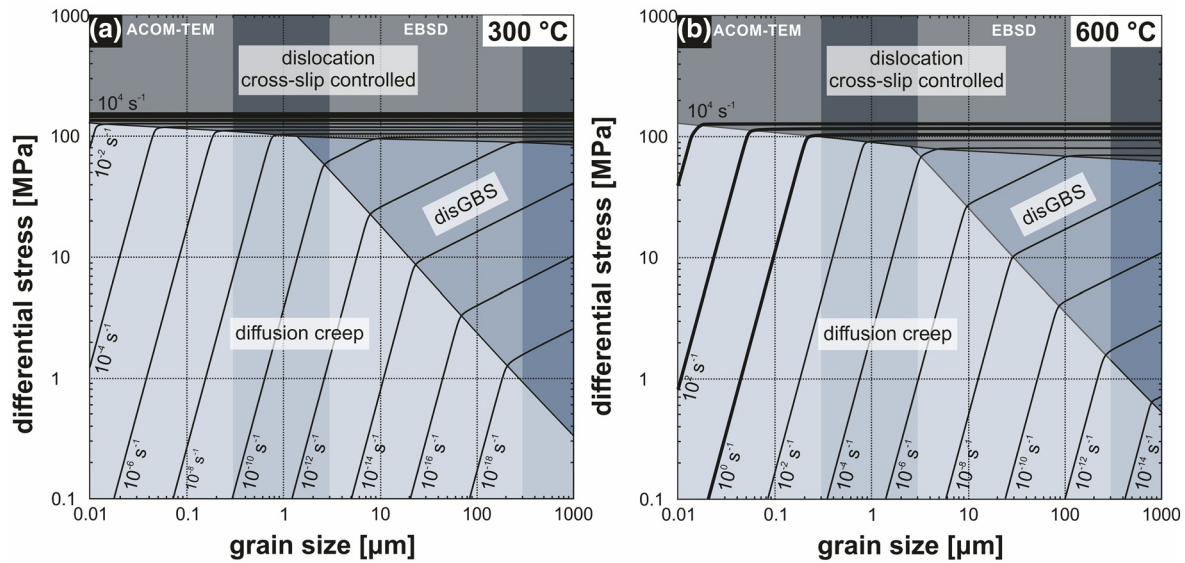 (a) ACOM-TEM EBSD 300 °C
dislocation
cross-slip controlled
10⁴ s⁻¹
10⁻² s⁻¹
10⁻⁴ s⁻¹
disGBS
diffusion creep
10⁻⁶ s⁻¹
10⁻⁸ s⁻¹
10⁻¹⁰ s⁻¹
10⁻¹² s⁻¹
10⁻¹⁴ s⁻¹
10⁻¹⁶ s⁻¹
10⁻¹⁸ s⁻¹
differential stress [MPa]
1000
100
10
1
0.1
0.01 0.1 1 10 100 1000
grain size [µm]
(b) ACOM-TEM EBSD 600 °C
dislocation
cross-slip controlled
10⁴ s⁻¹
disGBS
diffusion creep
10² s⁻¹
10⁰ s⁻¹
10⁻² s⁻¹
10⁻⁴ s⁻¹
10⁻⁶ s⁻¹
10⁻⁸ s⁻¹
10⁻¹⁰ s⁻¹
10⁻¹² s⁻¹
10⁻¹⁴ s⁻¹
differential stress [MPa]
1000
100
10
1
0.1
0.01 0.1 1 10 100 1000
grain size [µm]